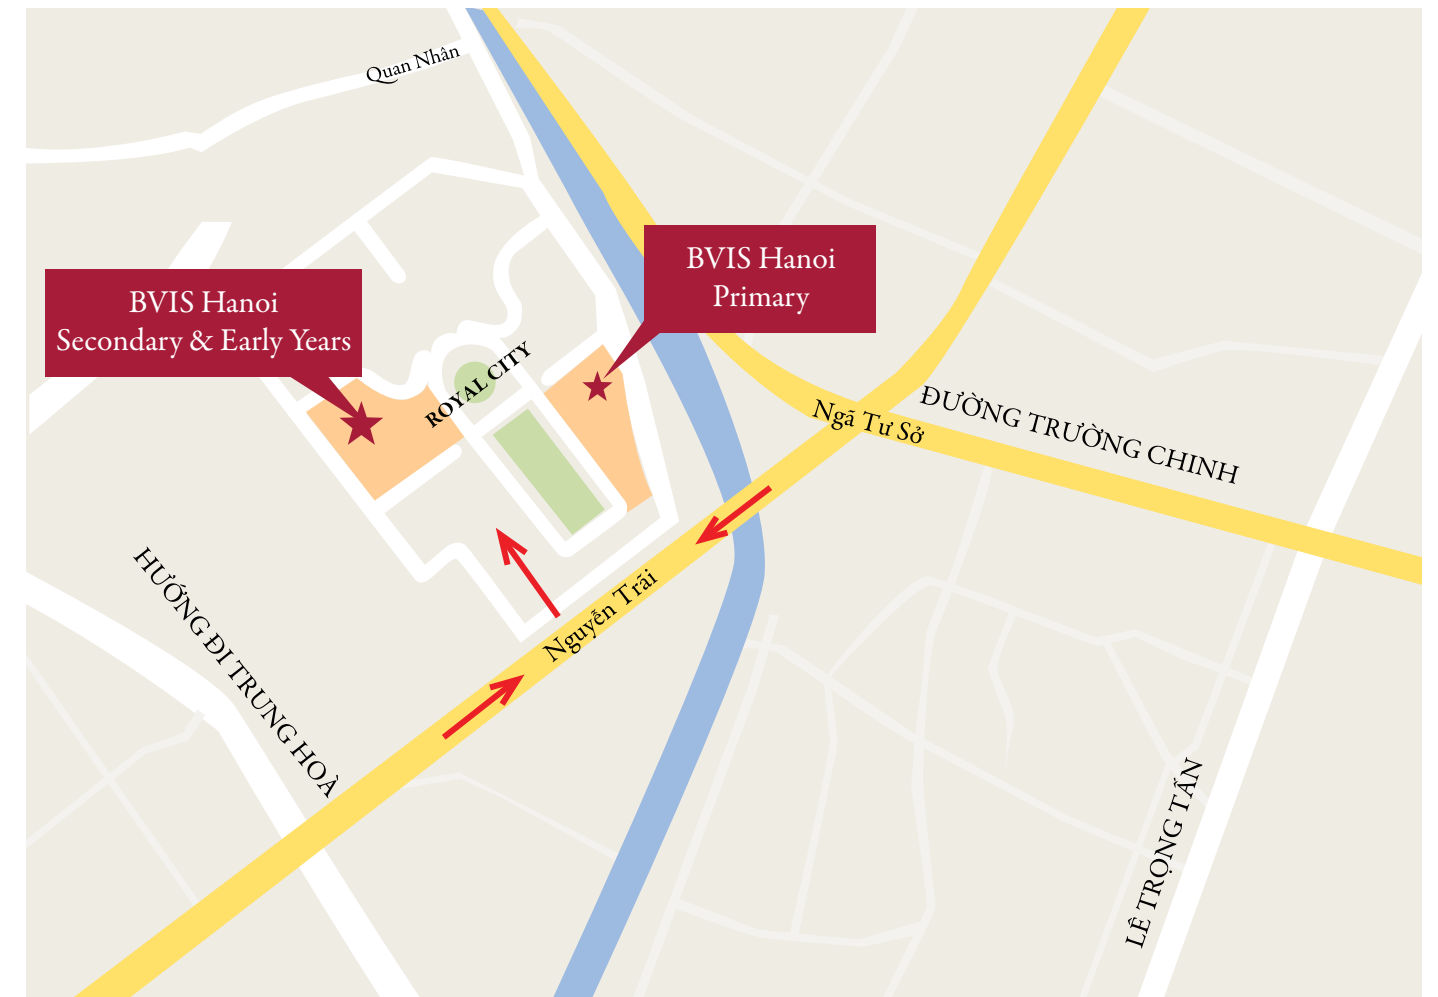 Quan Nhân
BVIS Hanoi
Primary
BVIS Hanoi
Secondary & Early Years
ROYAL CITY
Ngã Tư Sở
ĐƯỜNG TRƯỜNG CHINH
Nguyễn Trãi
HƯỚNG ĐI TRUNG HOÀ
LÊ TRỌNG TẤN